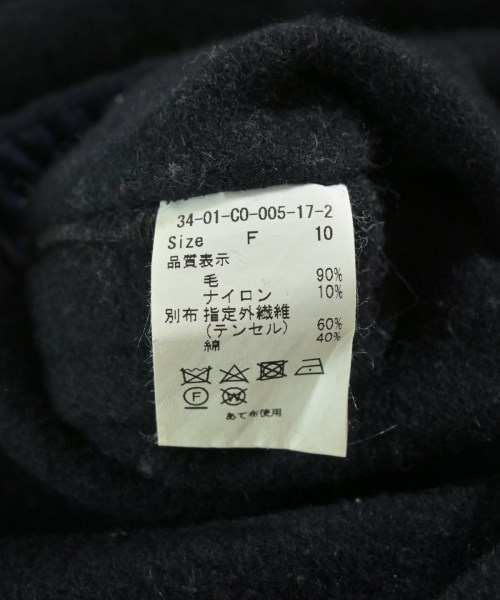 34-01-CO-005-17-2
Size F 10
品質表示
毛 90%
ナイロン 10%
別布 指定外繊維
(テンセル) 60%
綿 40%
F W
あて布使用